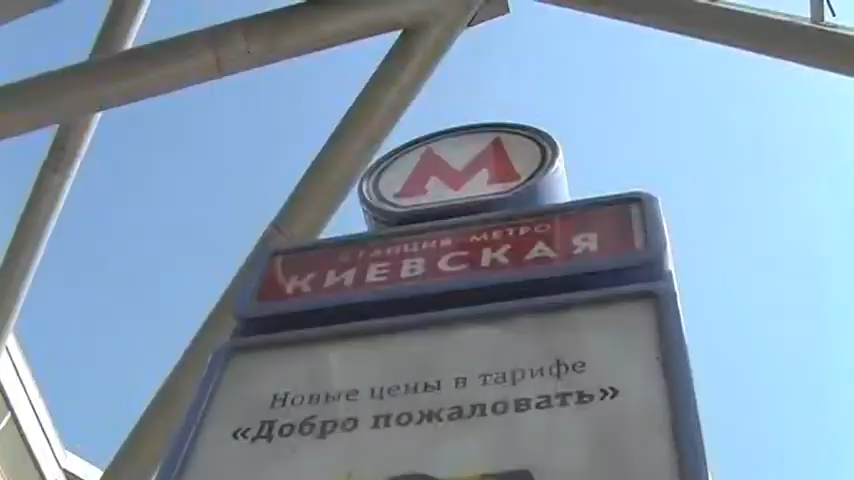 М
СТАНЦИЯ МЕТРО
КИЕВСКАЯ
Новые цены в тарифе
«Добро пожаловать»